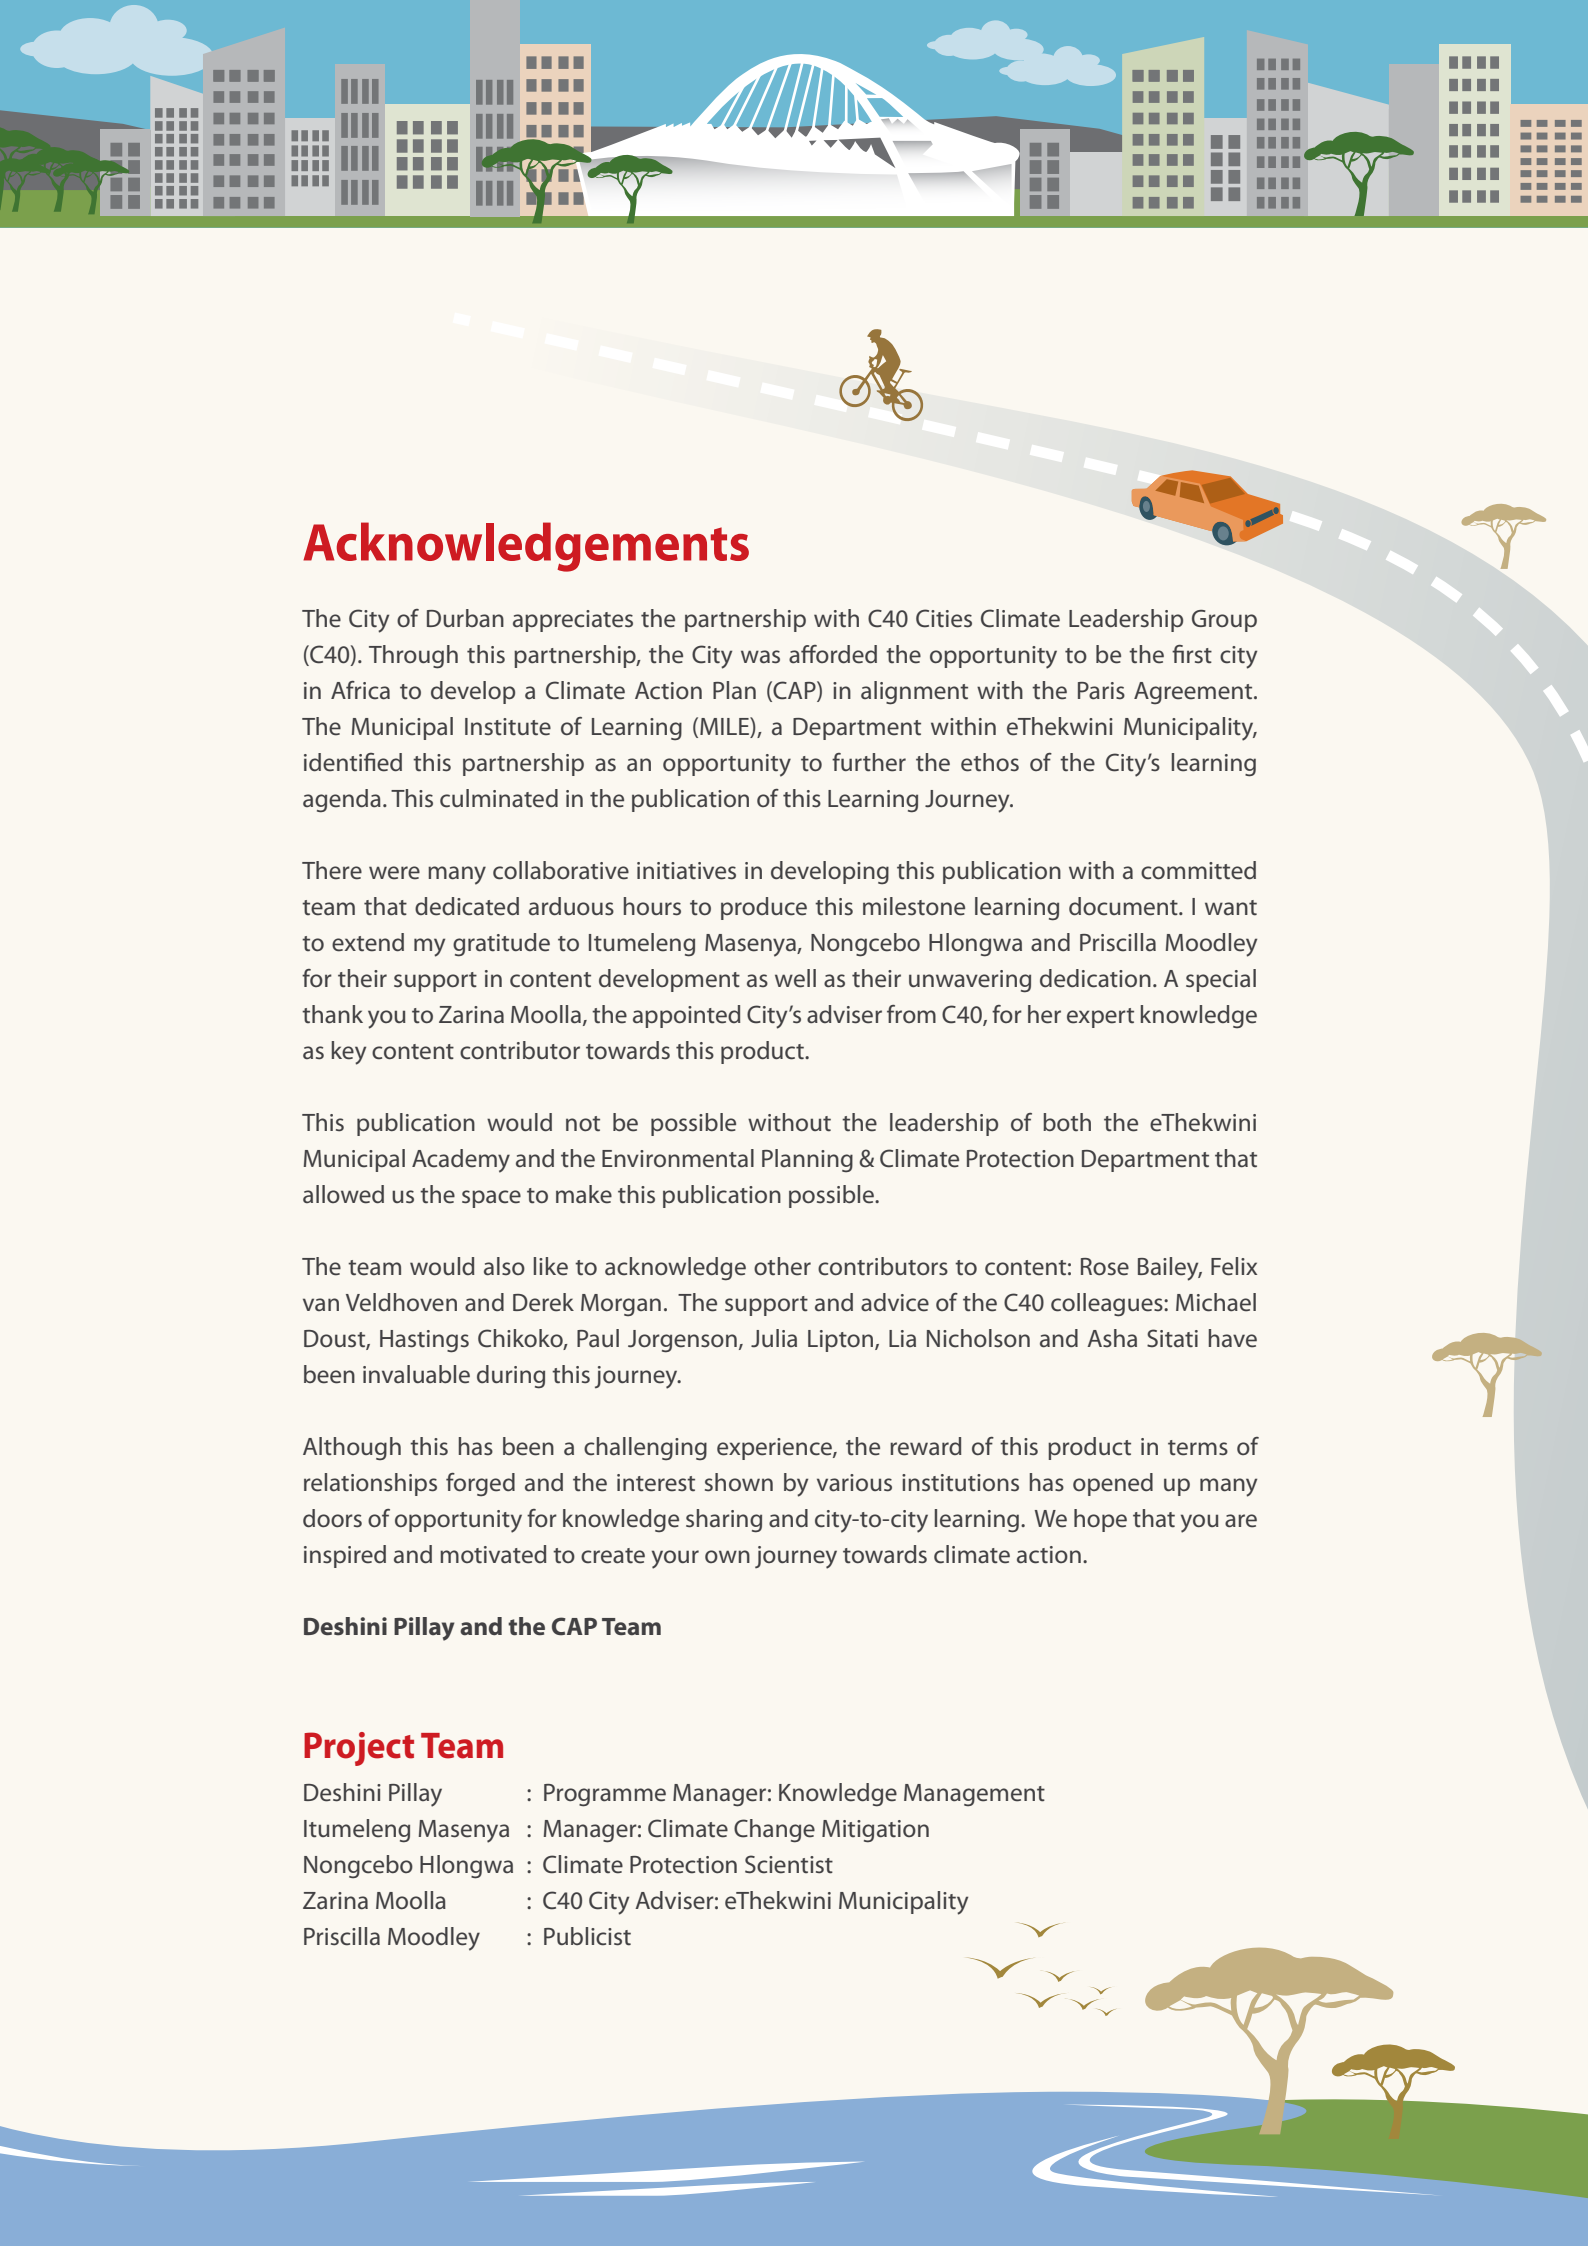 Acknowledgements
The City of Durban appreciates the partnership with C40 Cities Climate Leadership Group
(C40). Through this partnership, the City was afforded the opportunity to be the first city
in Africa to develop a Climate Action Plan (CAP) in alignment with the Paris Agreement.
The Municipal Institute of Learning (MILE), a Department within eThekwini Municipality,
identified this partnership as an opportunity to further the ethos of the City’s learning
agenda. This culminated in the publication of this Learning Journey.
There were many collaborative initiatives in developing this publication with a committed
team that dedicated arduous hours to produce this milestone learning document. I want
to extend my gratitude to Itumeleng Masenya, Nongcebo Hlongwa and Priscilla Moodley
for their support in content development as well as their unwavering dedication. A special
thank you to Zarina Moolla, the appointed City’s adviser from C40, for her expert knowledge
as key content contributor towards this product.
This publication would not be possible without the leadership of both the eThekwini
Municipal Academy and the Environmental Planning & Climate Protection Department that
allowed us the space to make this publication possible.
The team would also like to acknowledge other contributors to content: Rose Bailey, Felix
van Veldhoven and Derek Morgan. The support and advice of the C40 colleagues: Michael
Doust, Hastings Chikoko, Paul Jorgenson, Julia Lipton, Lia Nicholson and Asha Sitati have
been invaluable during this journey.
Although this has been a challenging experience, the reward of this product in terms of
relationships forged and the interest shown by various institutions has opened up many
doors of opportunity for knowledge sharing and city-to-city learning. We hope that you are
inspired and motivated to create your own journey towards climate action.
Deshini Pillay and the CAP Team
Project Team
Deshini Pillay : Programme Manager: Knowledge Management
Itumeleng Masenya : Manager: Climate Change Mitigation
Nongcebo Hlongwa : Climate Protection Scientist
Zarina Moolla : C40 City Adviser: eThekwini Municipality
Priscilla Moodley : Publicist